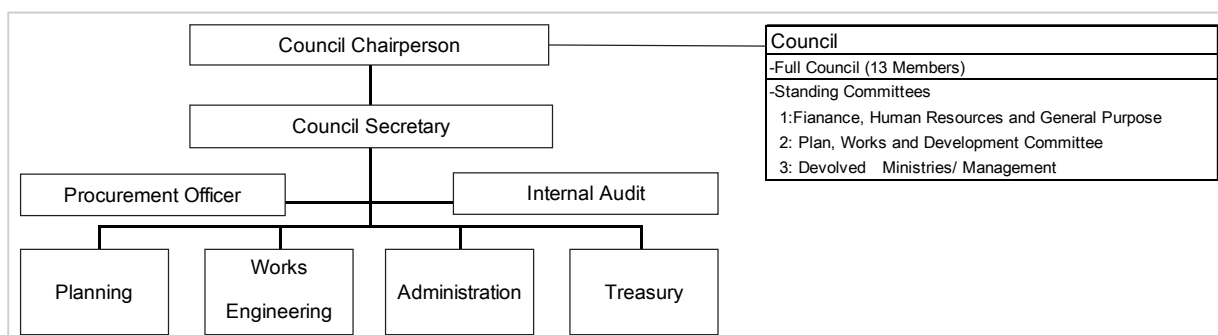 Council Chairperson
Council
-Full Council (13 Members)
-Standing Committees
1:Fianance, Human Resources and General Purpose
2: Plan, Works and Development Committee
3: Devolved Ministries/ Management
Council Secretary
Procurement Officer
Internal Audit
Planning
Works
Engineering
Administration
Treasury